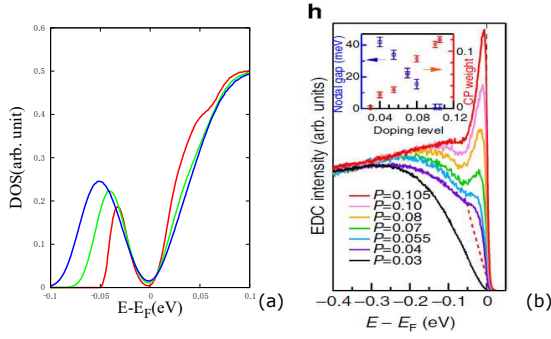 DOS(arb. unit)
0.6
0.5
0.4
0.3
0.2
0.1
0
-0.1
-0.05
0
0.05
0.1
E-E_F(eV)
(a)
h
EDC intensity (arb. units)
Nodal gap (meV)
40
20
0
0.1
0
CP weight
0.04
0.08
0.12
Doping level
P=0.105
P=0.10
P=0.08
P=0.07
P=0.055
P=0.04
P=0.03
−0.4
−0.3
−0.2
−0.1
0
E − E_F (eV)
(b)